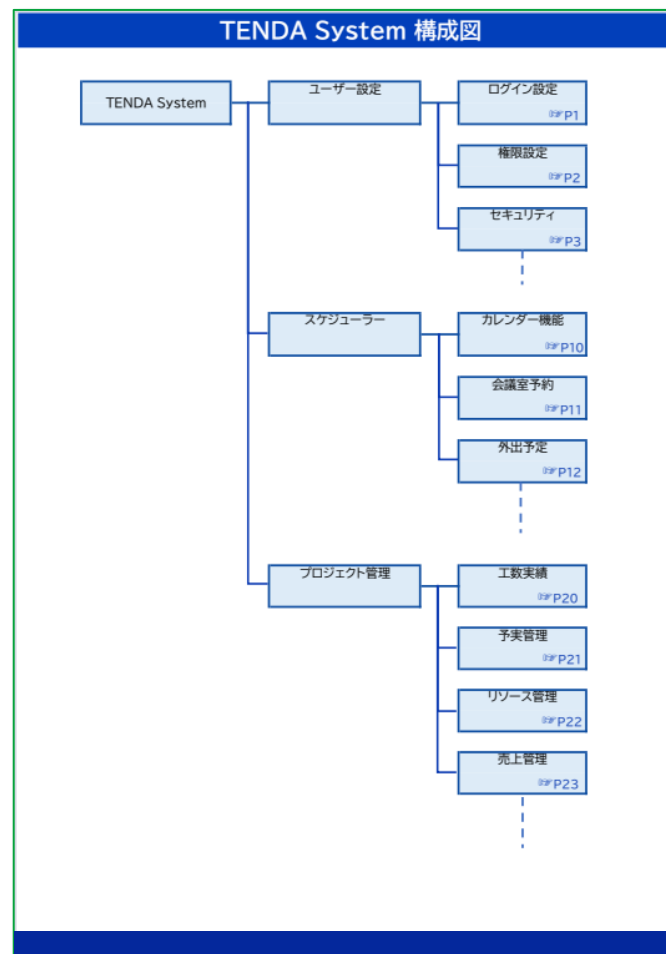 TENDA System 構成図
TENDA System
ユーザー設定
ログイン設定
☞P1
権限設定
☞P2
セキュリティ
☞P3
スケジューラー
カレンダー機能
☞P10
会議室予約
☞P11
外出予定
☞P12
プロジェクト管理
工数実績
☞P20
予実管理
☞P21
リソース管理
☞P22
売上管理
☞P23